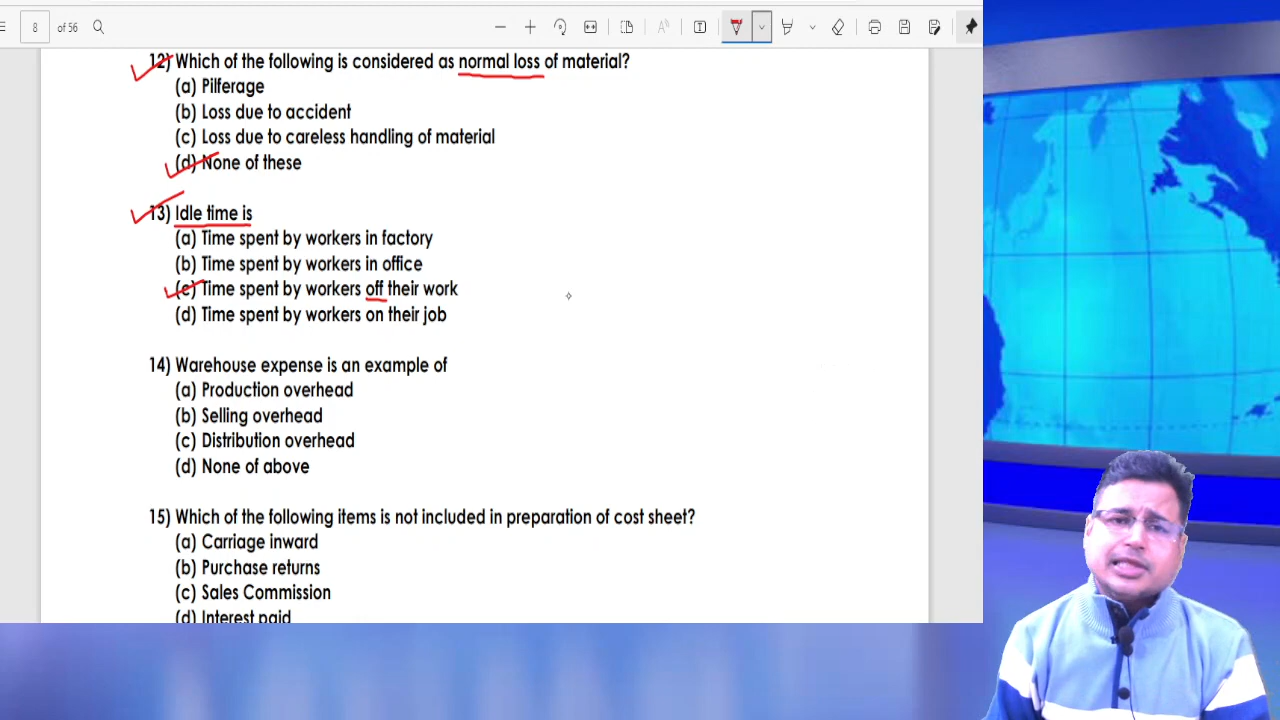 8 of 56
12) Which of the following is considered as normal loss of material?
(a) Pilferage
(b) Loss due to accident
(c) Loss due to careless handling of material
(d) None of these
13) Idle time is
(a) Time spent by workers in factory
(b) Time spent by workers in office
(c) Time spent by workers off their work
(d) Time spent by workers on their job
14) Warehouse expense is an example of
(a) Production overhead
(b) Selling overhead
(c) Distribution overhead
(d) None of above
15) Which of the following items is not included in preparation of cost sheet?
(a) Carriage inward
(b) Purchase returns
(c) Sales Commission
(d) Interest paid